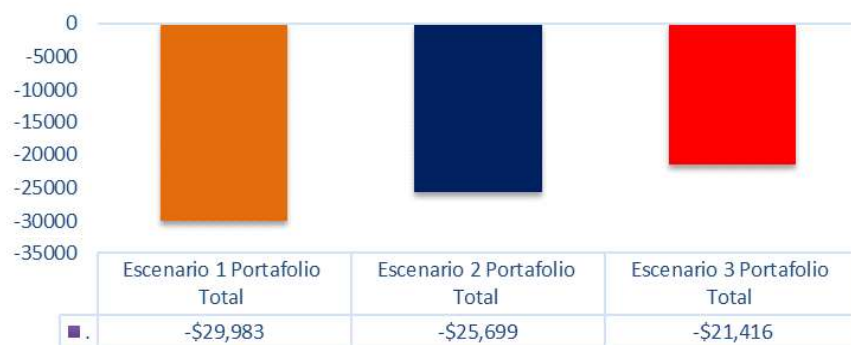 0
-5000
-10000
-15000
-20000
-25000
-30000
-35000
Escenario 1 Portafolio
Total
Escenario 2 Portafolio
Total
Escenario 3 Portafolio
Total
. -$29,983 -$25,699 -$21,416